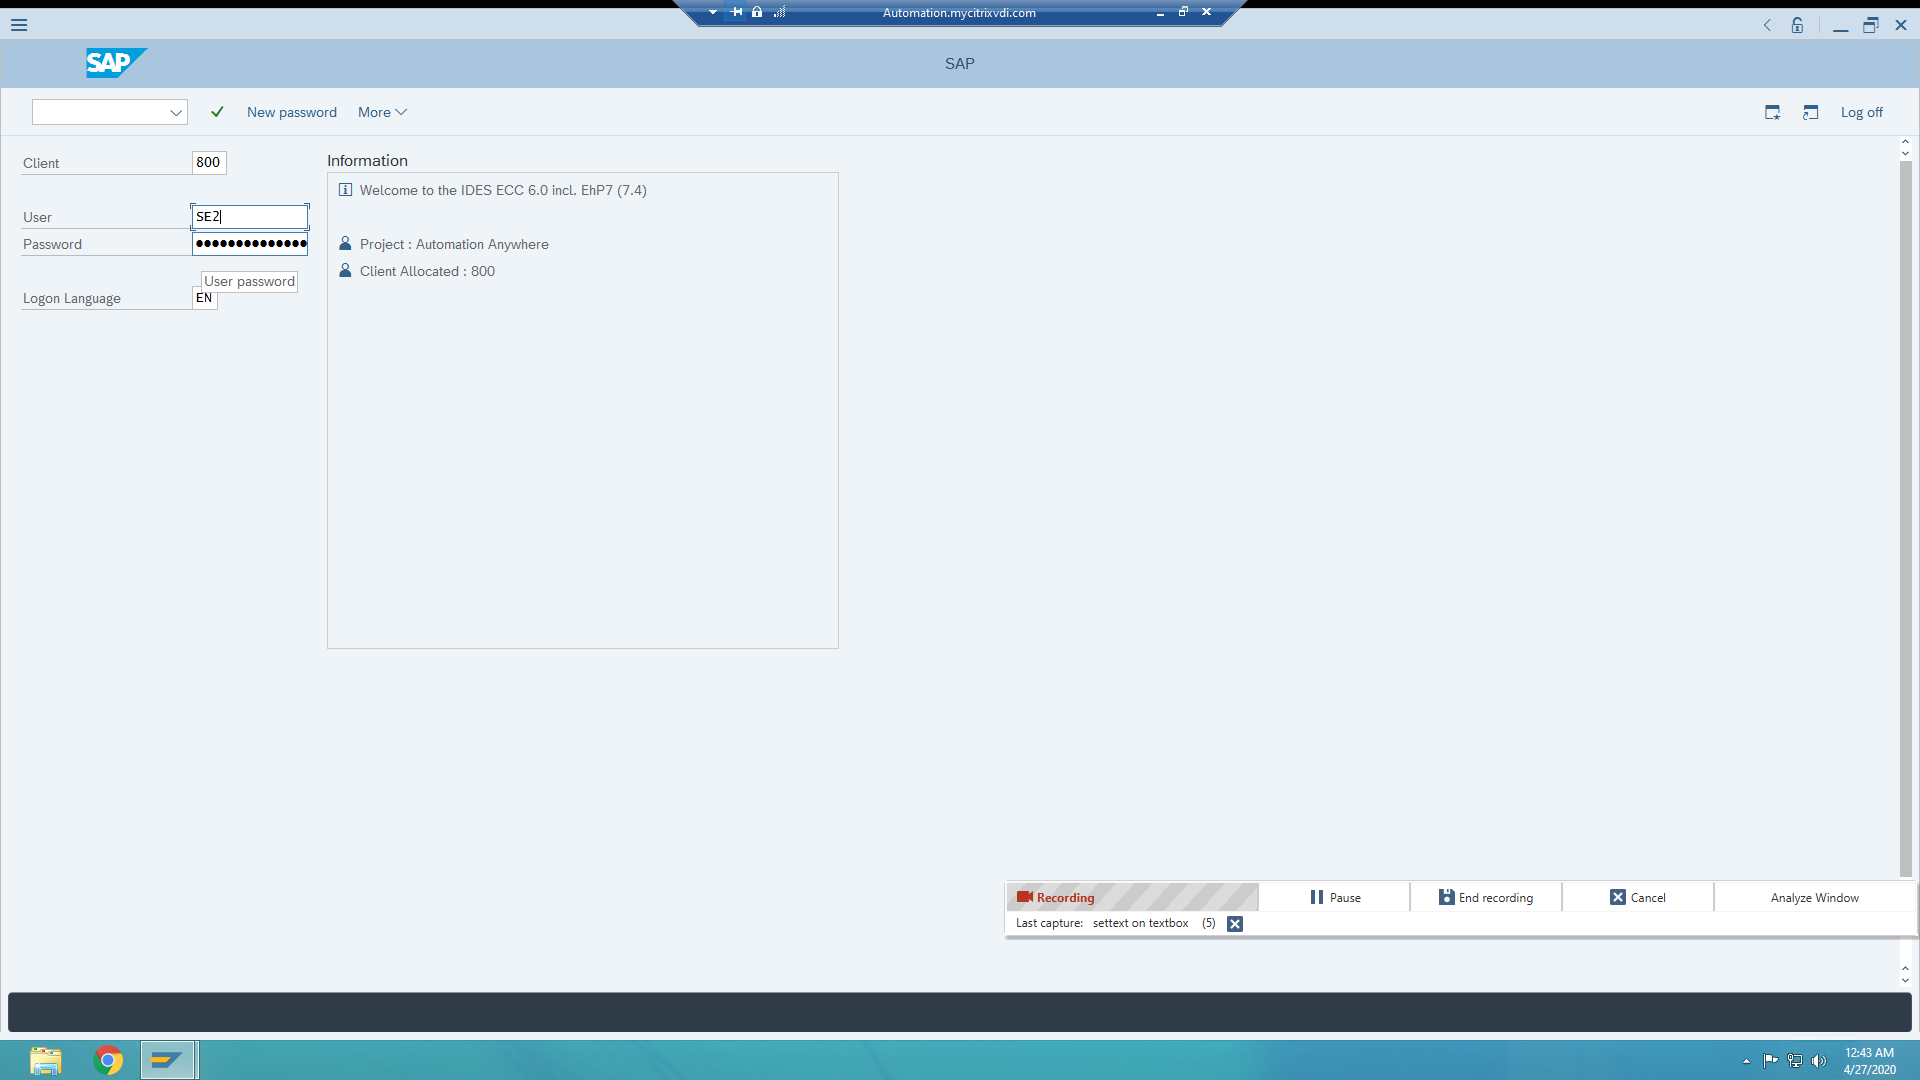 Automation.mycitrixvdi.com
SAP
SAP
New password
More
Log off
Client
800
Information
Welcome to the IDES ECC 6.0 incl. EhP7 (7.4)
User
SE2
Password
Project : Automation Anywhere
Client Allocated : 800
User password
Logon Language
EN
Recording
Pause
End recording
Cancel
Analyze Window
Last capture: settext on textbox (5)
12:43 AM
4/27/2020